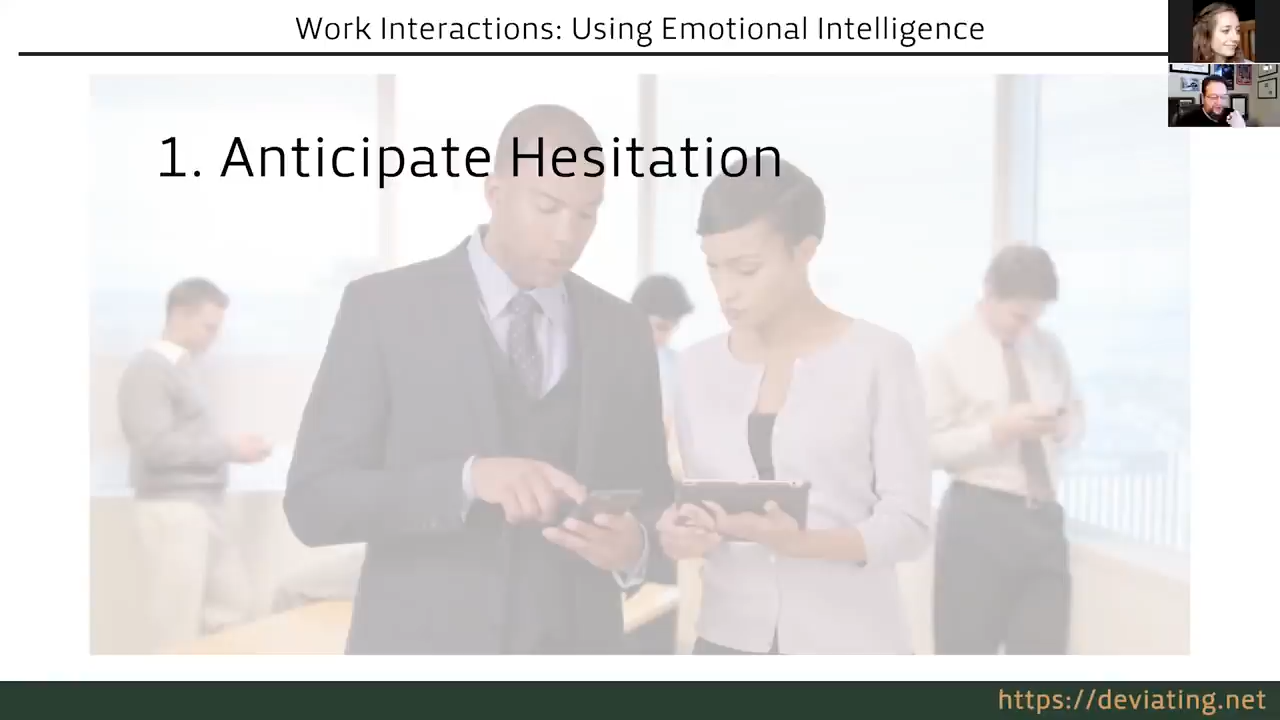 Work Interactions: Using Emotional Intelligence
1. Anticipate Hesitation
https://deviating.net